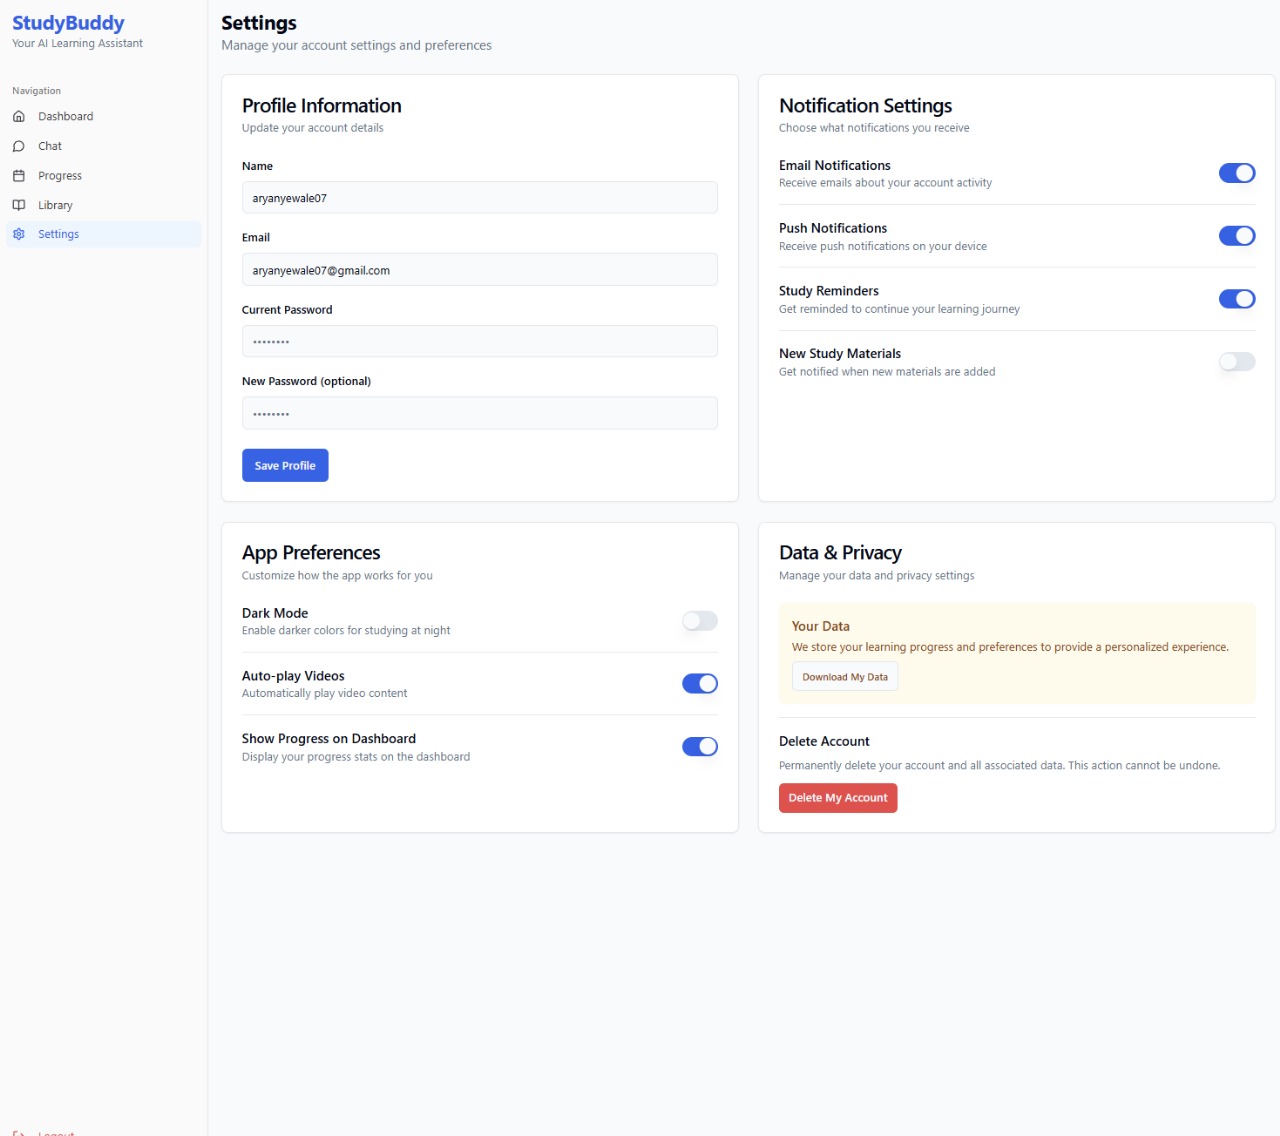 StudyBuddy
Your AI Learning Assistant
Navigation
Dashboard
Chat
Progress
Library
Settings
Logout
Settings
Manage your account settings and preferences
Profile Information
Update your account details
Name
aryanyewale07
Email
aryanyewale07@gmail.com
Current Password
••••••••
New Password (optional)
••••••••
Save Profile
Notification Settings
Choose what notifications you receive
Email Notifications
Receive emails about your account activity
Push Notifications
Receive push notifications on your device
Study Reminders
Get reminded to continue your learning journey
New Study Materials
Get notified when new materials are added
App Preferences
Customize how the app works for you
Dark Mode
Enable darker colors for studying at night
Auto-play Videos
Automatically play video content
Show Progress on Dashboard
Display your progress stats on the dashboard
Data & Privacy
Manage your data and privacy settings
Your Data
We store your learning progress and preferences to provide a personalized experience.
Download My Data
Delete Account
Permanently delete your account and all associated data. This action cannot be undone.
Delete My Account